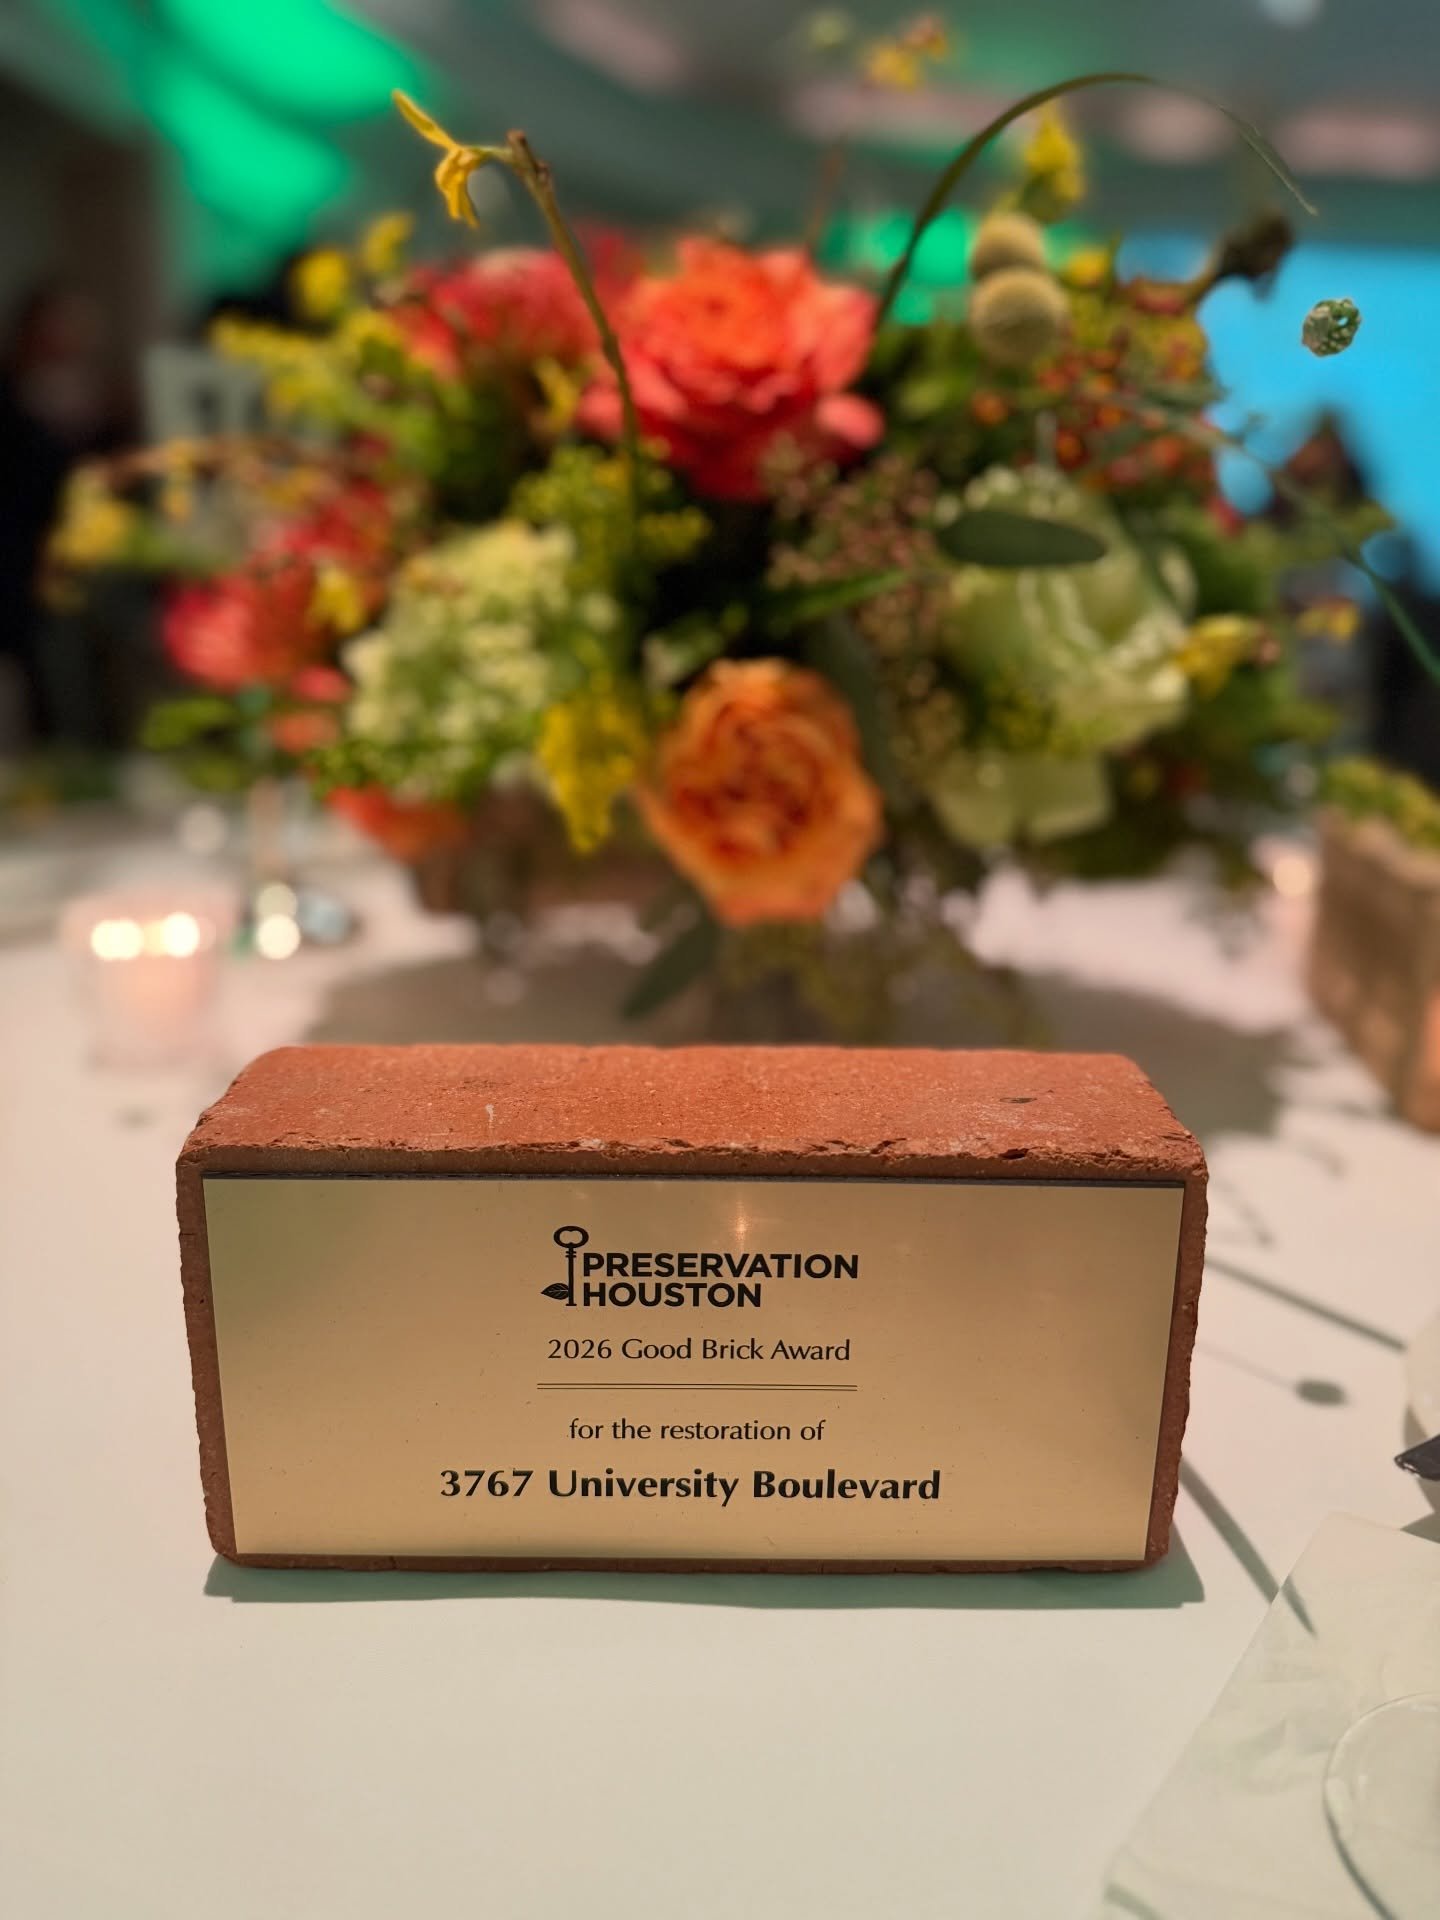 PRESERVATION
HOUSTON
2026 Good Brick Award
for the restoration of
3767 University Boulevard